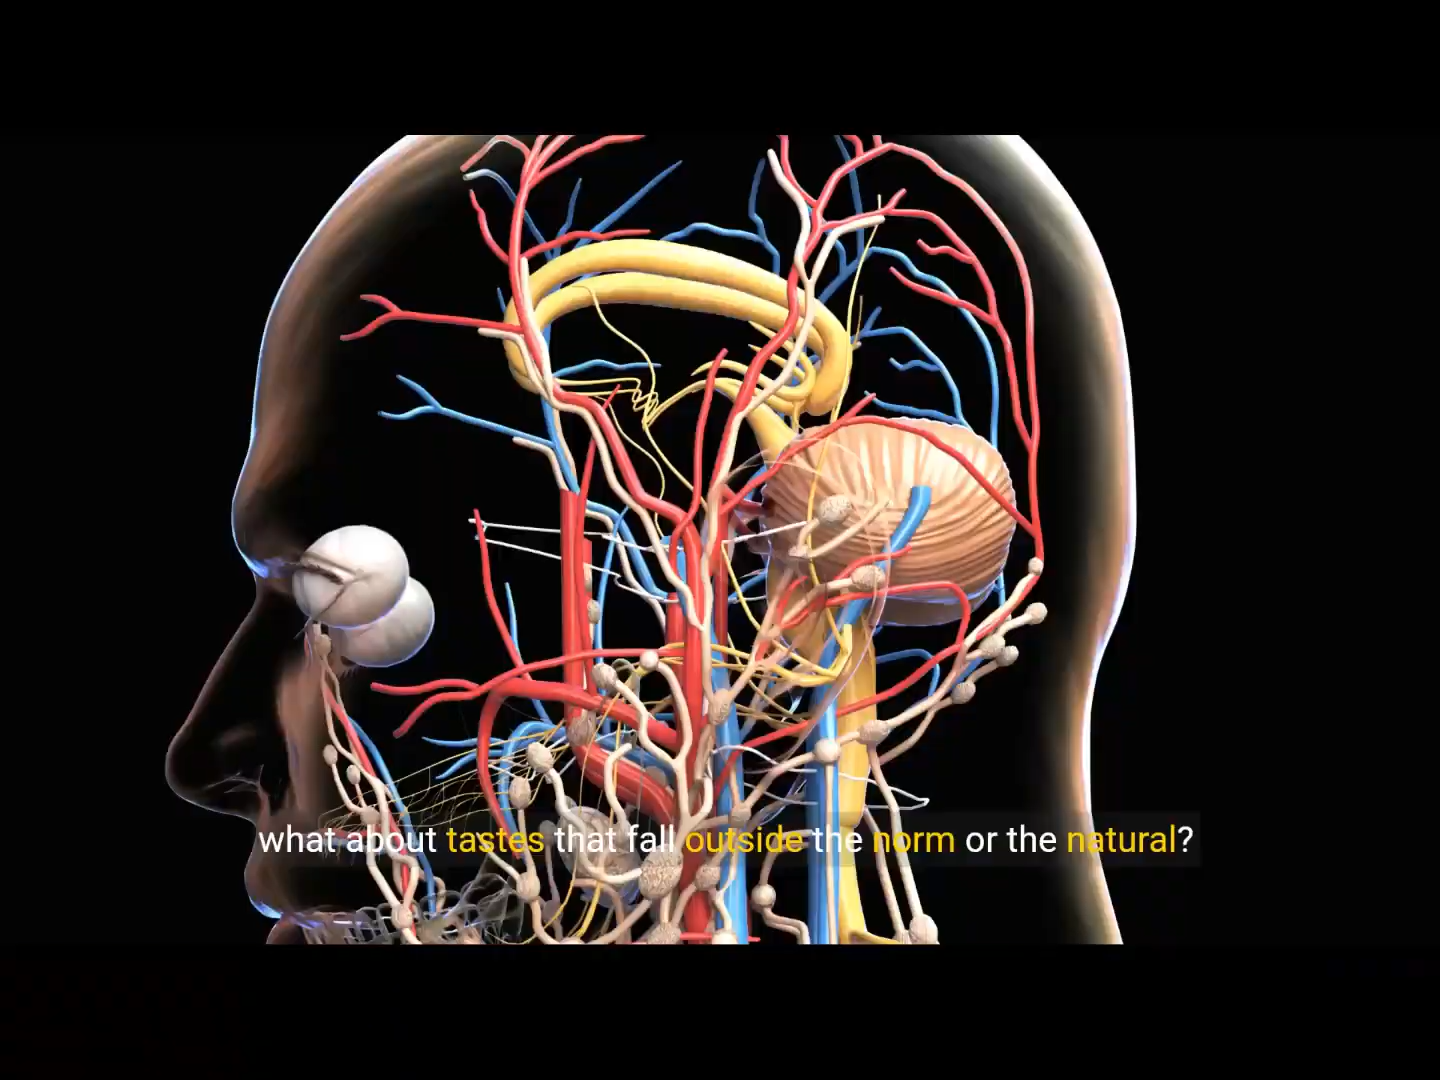 what about tastes that fall outside the norm or the natural?